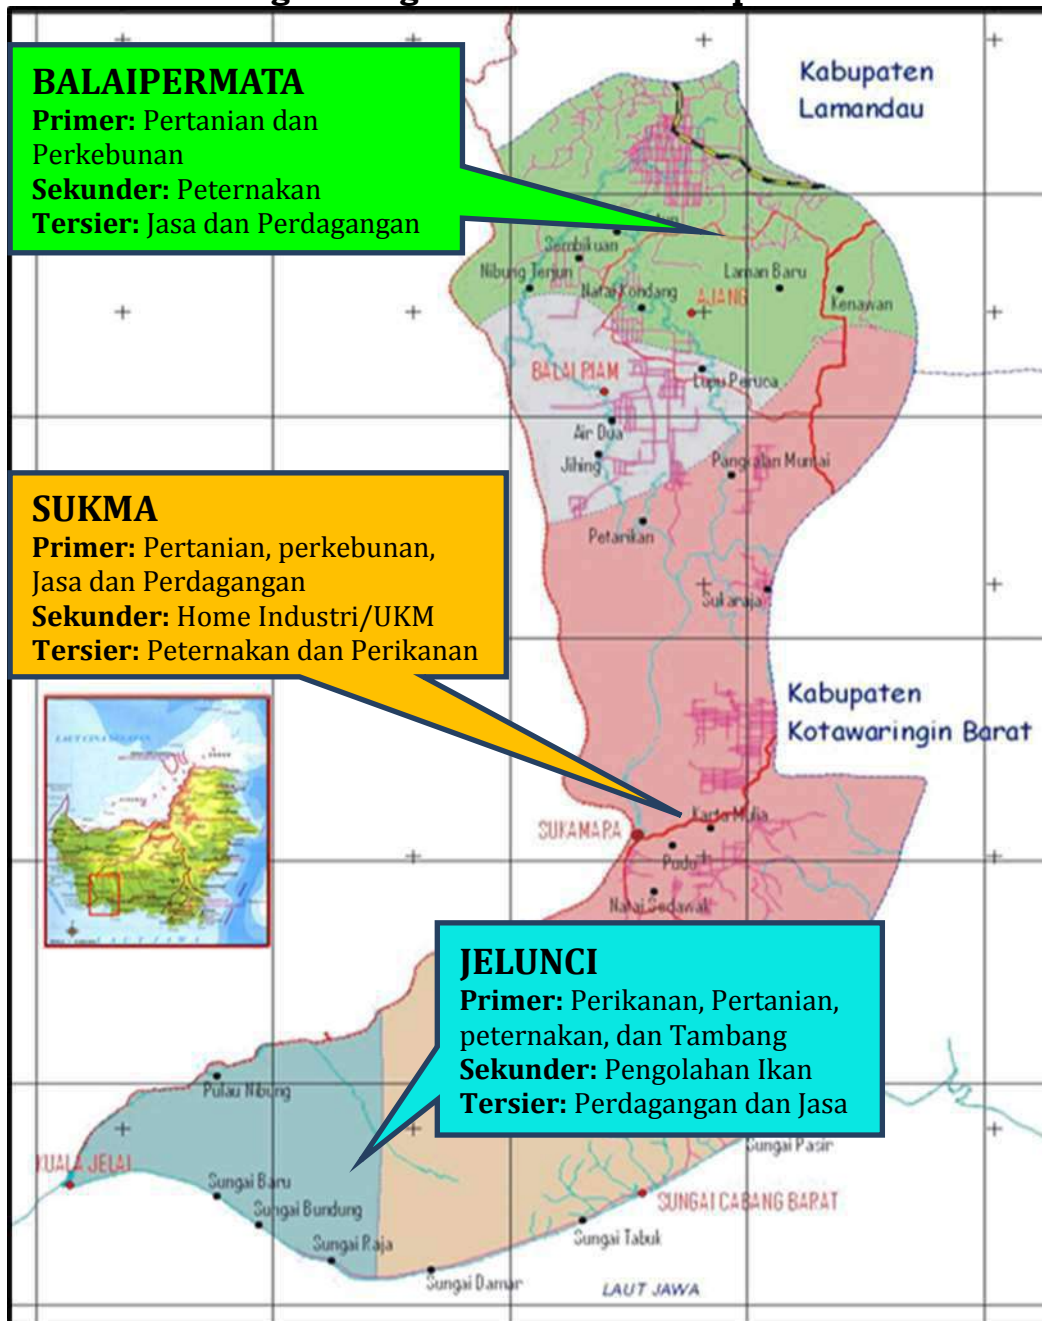 Kabupaten
Lamandau
BALAIPERMATA
Primer: Pertanian dan
Perkebunan
Sekunder: Peternakan
Tersier: Jasa dan Perdagangan
Sembikuan
Nibung Terjun
Natai Kondang
AJANG
Laman Baru
Kenawan
BALAI RIAM
Lupu Peruca
Air Dua
Jihing
Pangkalan Muntai
Petarikan
Sukaraja
SUKMA
Primer: Pertanian, perkebunan,
Jasa dan Perdagangan
Sekunder: Home Industri/UKM
Tersier: Peternakan dan Perikanan
Kabupaten
Kotawaringin Barat
SUKAMARA
Karta Mulia
Pudu
Natai Sedawak
JELUNCI
Primer: Perikanan, Pertanian,
peternakan, dan Tambang
Sekunder: Pengolahan Ikan
Tersier: Perdagangan dan Jasa
Pulau Nibung
KUALA JELAI
Sungai Baru
Sungai Bundung
Sungai Raja
Sungai Damar
Sungai Tabuk
SUNGAI CABANG BARAT
Sungai Pasir
LAUT JAWA